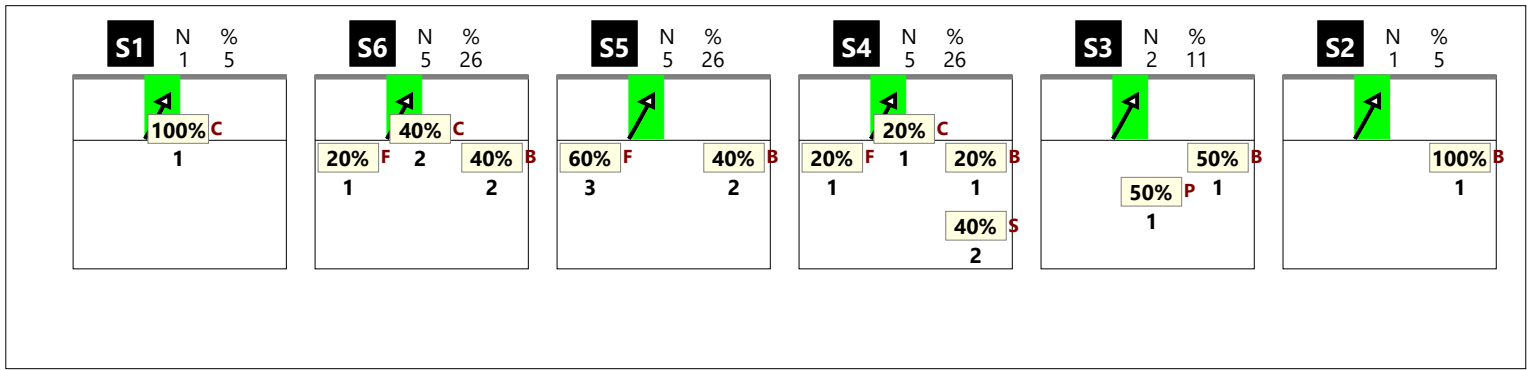 S1 N % 1 5
100% C
1
S6 N % 5 26
40% C
20% F 2 40% B
1 2
S5 N % 5 26
60% F 40% B
3 2
S4 N % 5 26
20% C
20% F 1 20% B
1 1
40% S
2
S3 N % 2 11
50% B
50% P 1
1
S2 N % 1 5
100% B
1